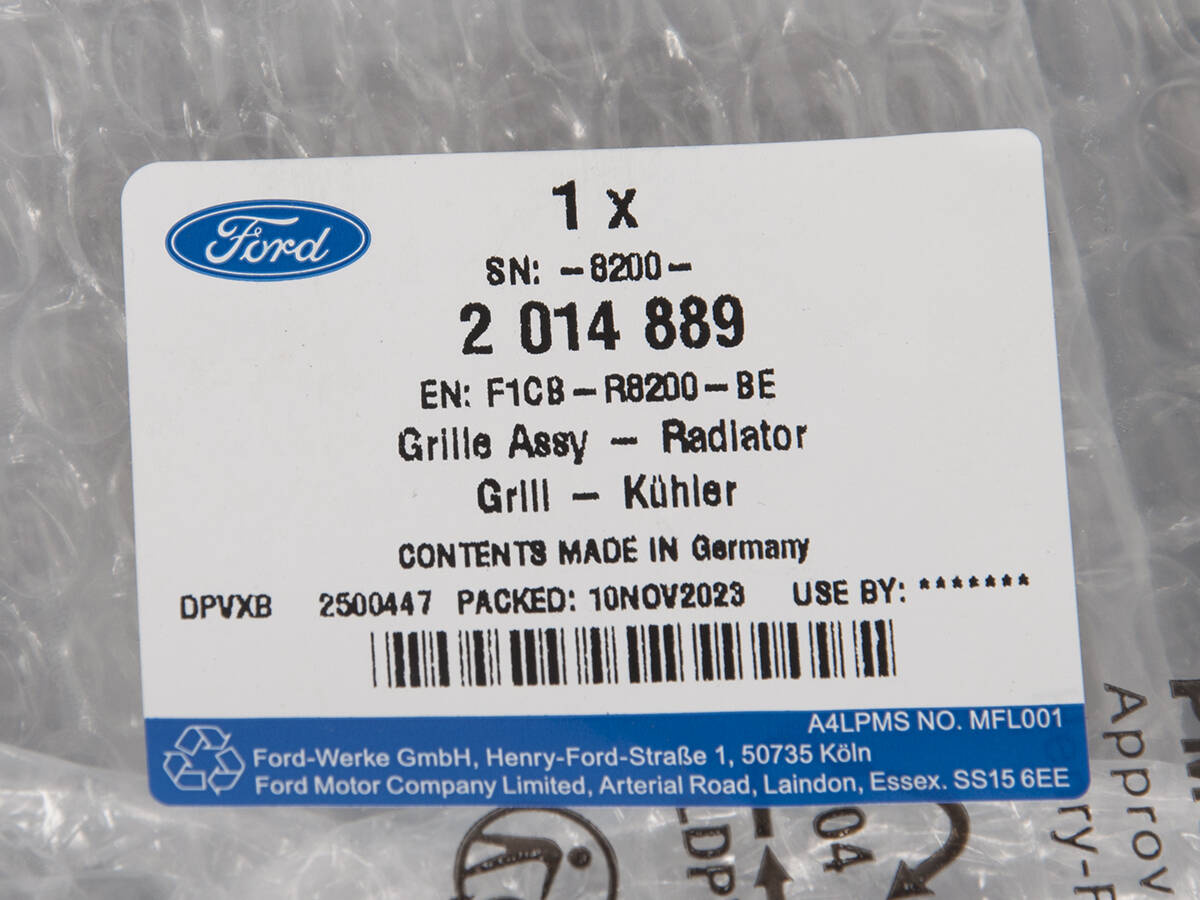 Ford
1 x
SN: -8200-
2 014 889
EN: F1CB-R8200-BE
Grille Assy - Radiator
Grill - Kühler
CONTENTS MADE IN Germany
DPVXB 2500447 PACKED: 10NOV2023 USE BY: *******
A4LPMS NO. MFL001
Ford-Werke GmbH, Henry-Ford-Straße 1, 50735 Köln
Ford Motor Company Limited, Arterial Road, Laindon, Essex. SS15 6EE
04